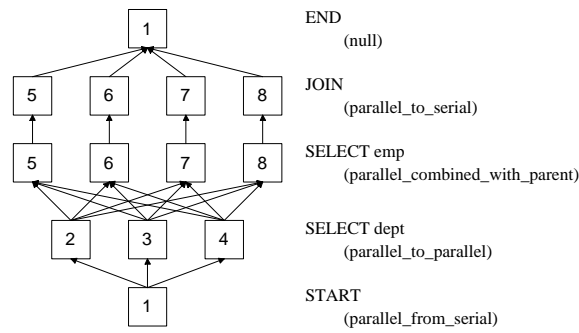 1
END
(null)
5 6 7 8
JOIN
(parallel_to_serial)
5 6 7 8
SELECT emp
(parallel_combined_with_parent)
2 3 4
SELECT dept
(parallel_to_parallel)
1
START
(parallel_from_serial)